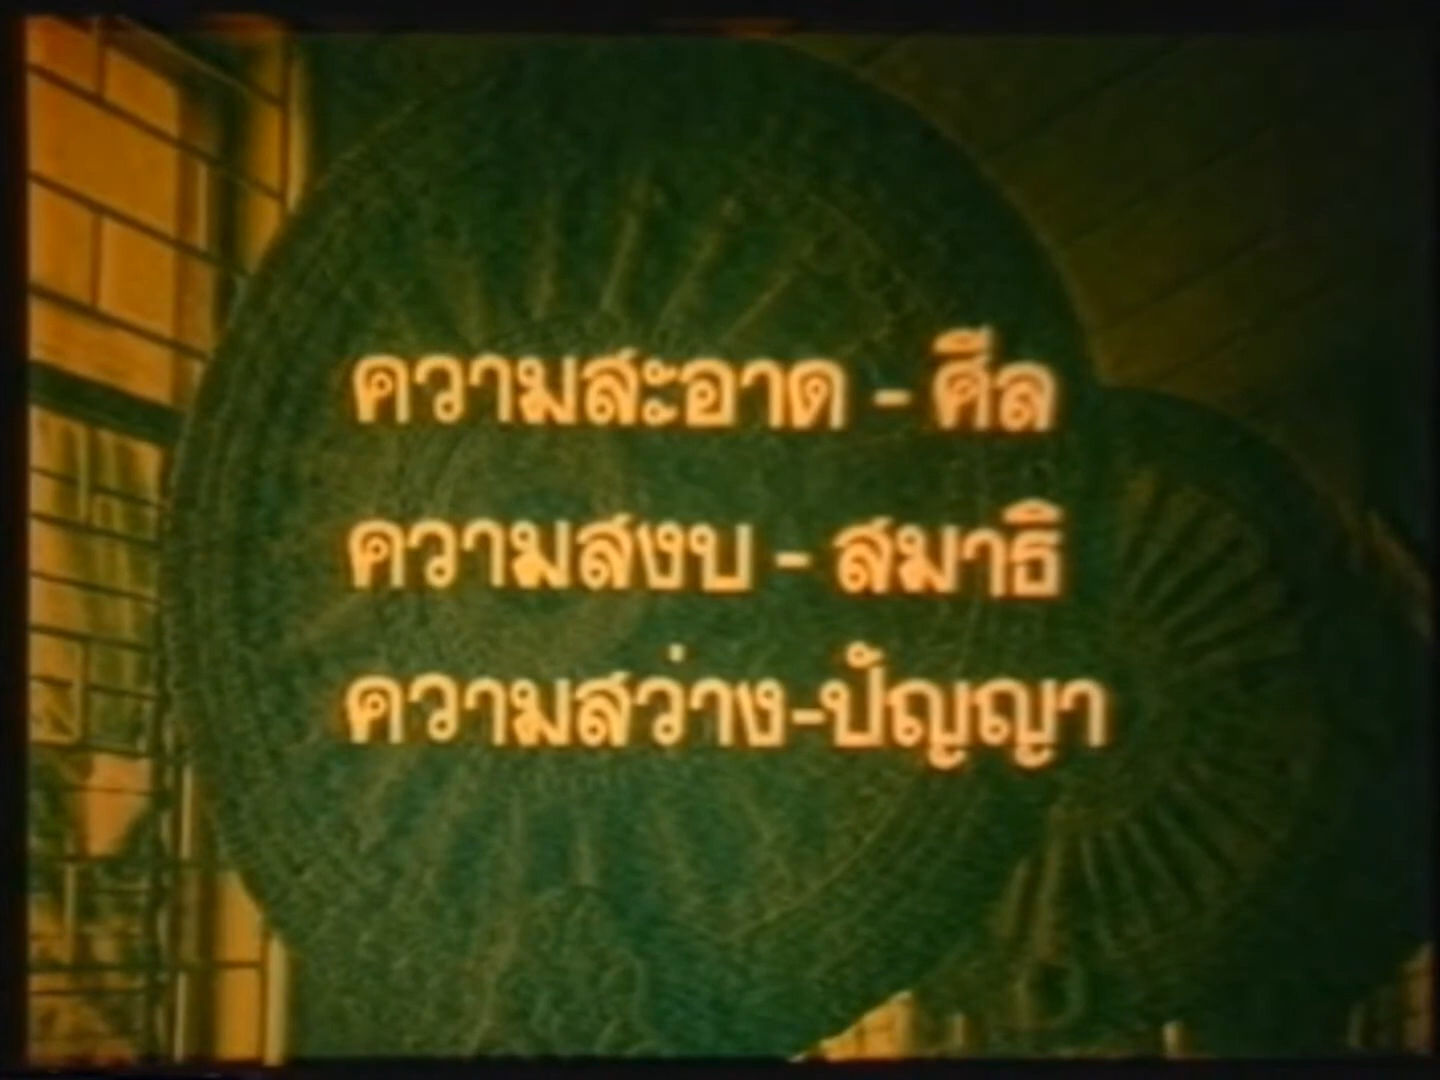 ความสะอาด - ศีล
ความสงบ - สมาธิ
ความสว่าง-ปัญญา